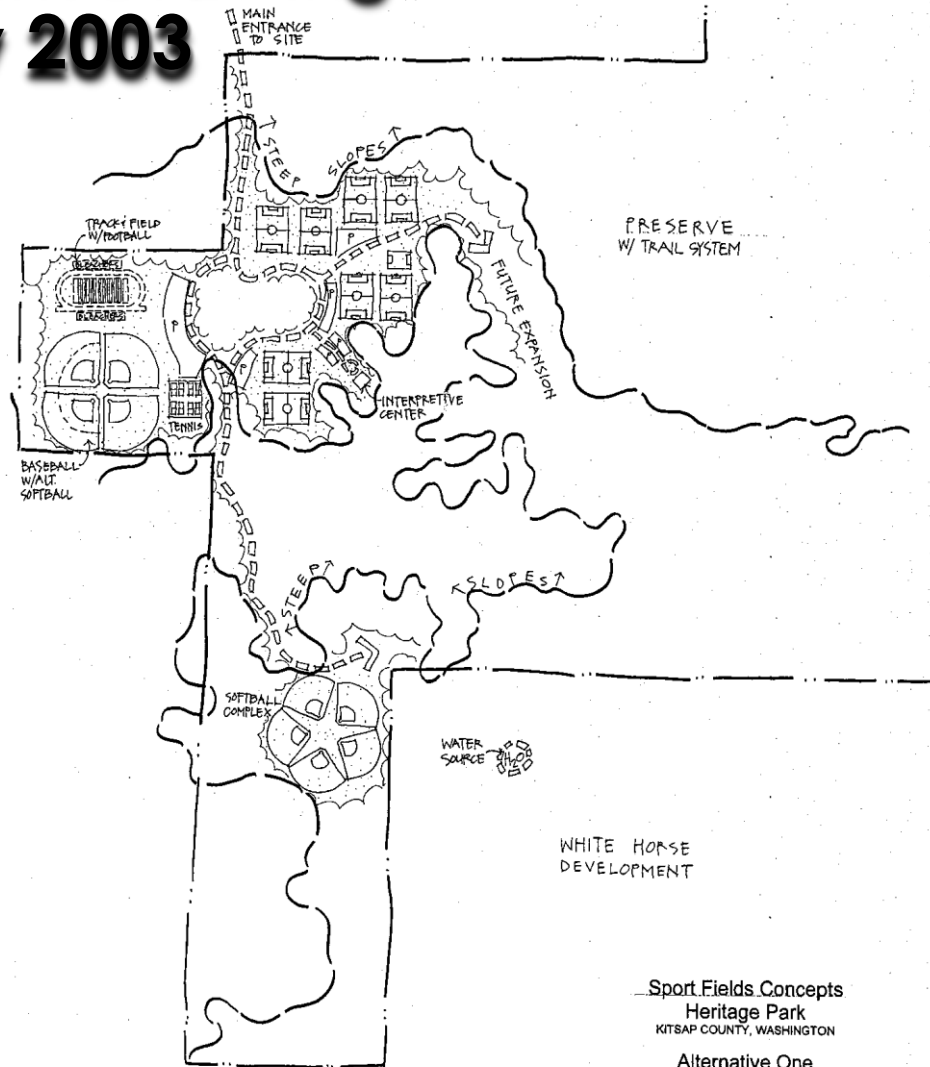 2003
MAIN
ENTRANCE
TO SITE
STEEP
SLOPES
TRACK & FIELD
W/FOOTBALL
PRESERVE
W/ TRAIL SYSTEM
P
P
P
P
FUTURE EXPANSION
INTERPRETIVE
CENTER
TENNIS
BASEBALL
W/ALT.
SOFTBALL
STEEP
SLOPES
SOFTBALL
COMPLEX
WATER
SOURCE
H2O
WHITE HORSE
DEVELOPMENT
Sport Fields Concepts
Heritage Park
KITSAP COUNTY, WASHINGTON
Alternative One